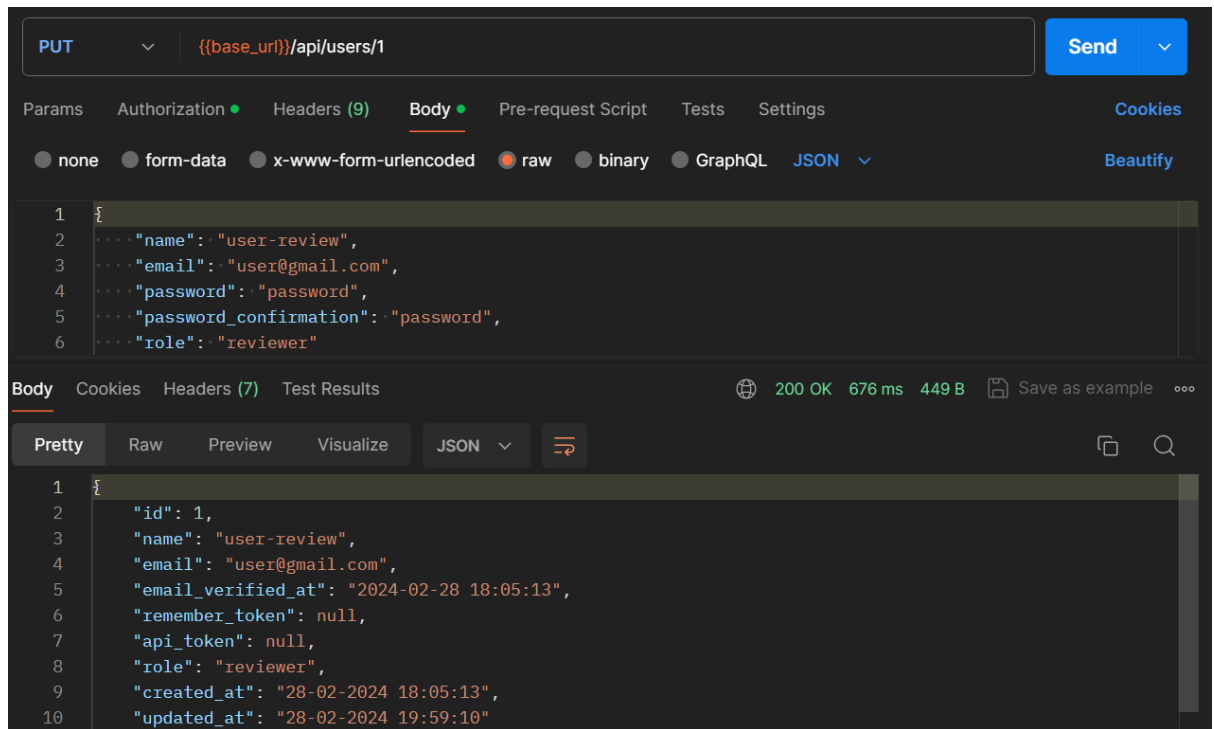 PUT {{base_url}}/api/users/1 Send
Params Authorization Headers (9) Body Pre-request Script Tests Settings Cookies
none form-data x-www-form-urlencoded raw binary GraphQL JSON Beautify
1 {
2 "name": "user-review",
3 "email": "user@gmail.com",
4 "password": "password",
5 "password_confirmation": "password",
6 "role": "reviewer"
Body Cookies Headers (7) Test Results 200 OK 676 ms 449 B Save as example
Pretty Raw Preview Visualize JSON
1 {
2 "id": 1,
3 "name": "user-review",
4 "email": "user@gmail.com",
5 "email_verified_at": "2024-02-28 18:05:13",
6 "remember_token": null,
7 "api_token": null,
8 "role": "reviewer",
9 "created_at": "28-02-2024 18:05:13",
10 "updated_at": "28-02-2024 19:59:10"